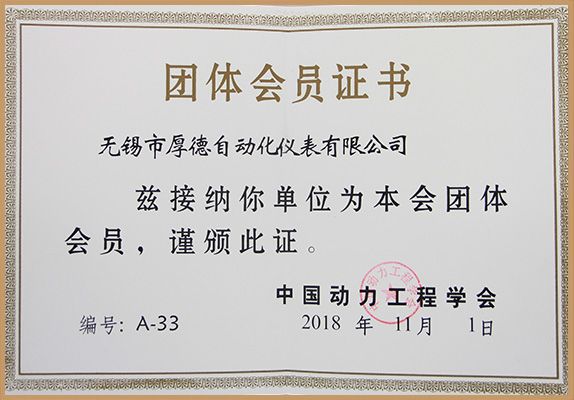 团体会员证书
无锡市厚德自动化仪表有限公司
兹接纳你单位为本会团体
会员，谨颁此证。
中国动力工程学会
编号：A-33
2018 年 11月 1日